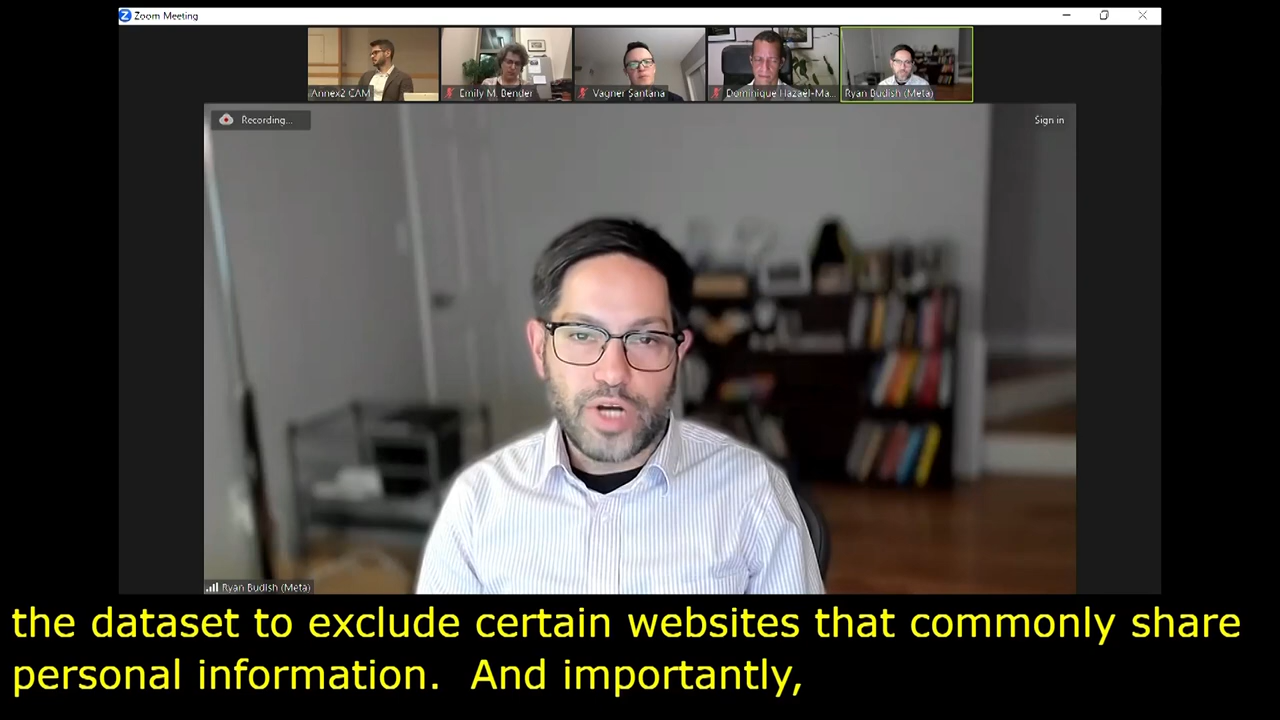 Zoom Meeting
Annex2 CAM
Emily M. Bender
Vagner Santana
Dominique Hazaël-Ma...
Ryan Budish (Meta)
Recording...
Sign in
Ryan Budish (Meta)
the dataset to exclude certain websites that commonly share
personal information.  And importantly,